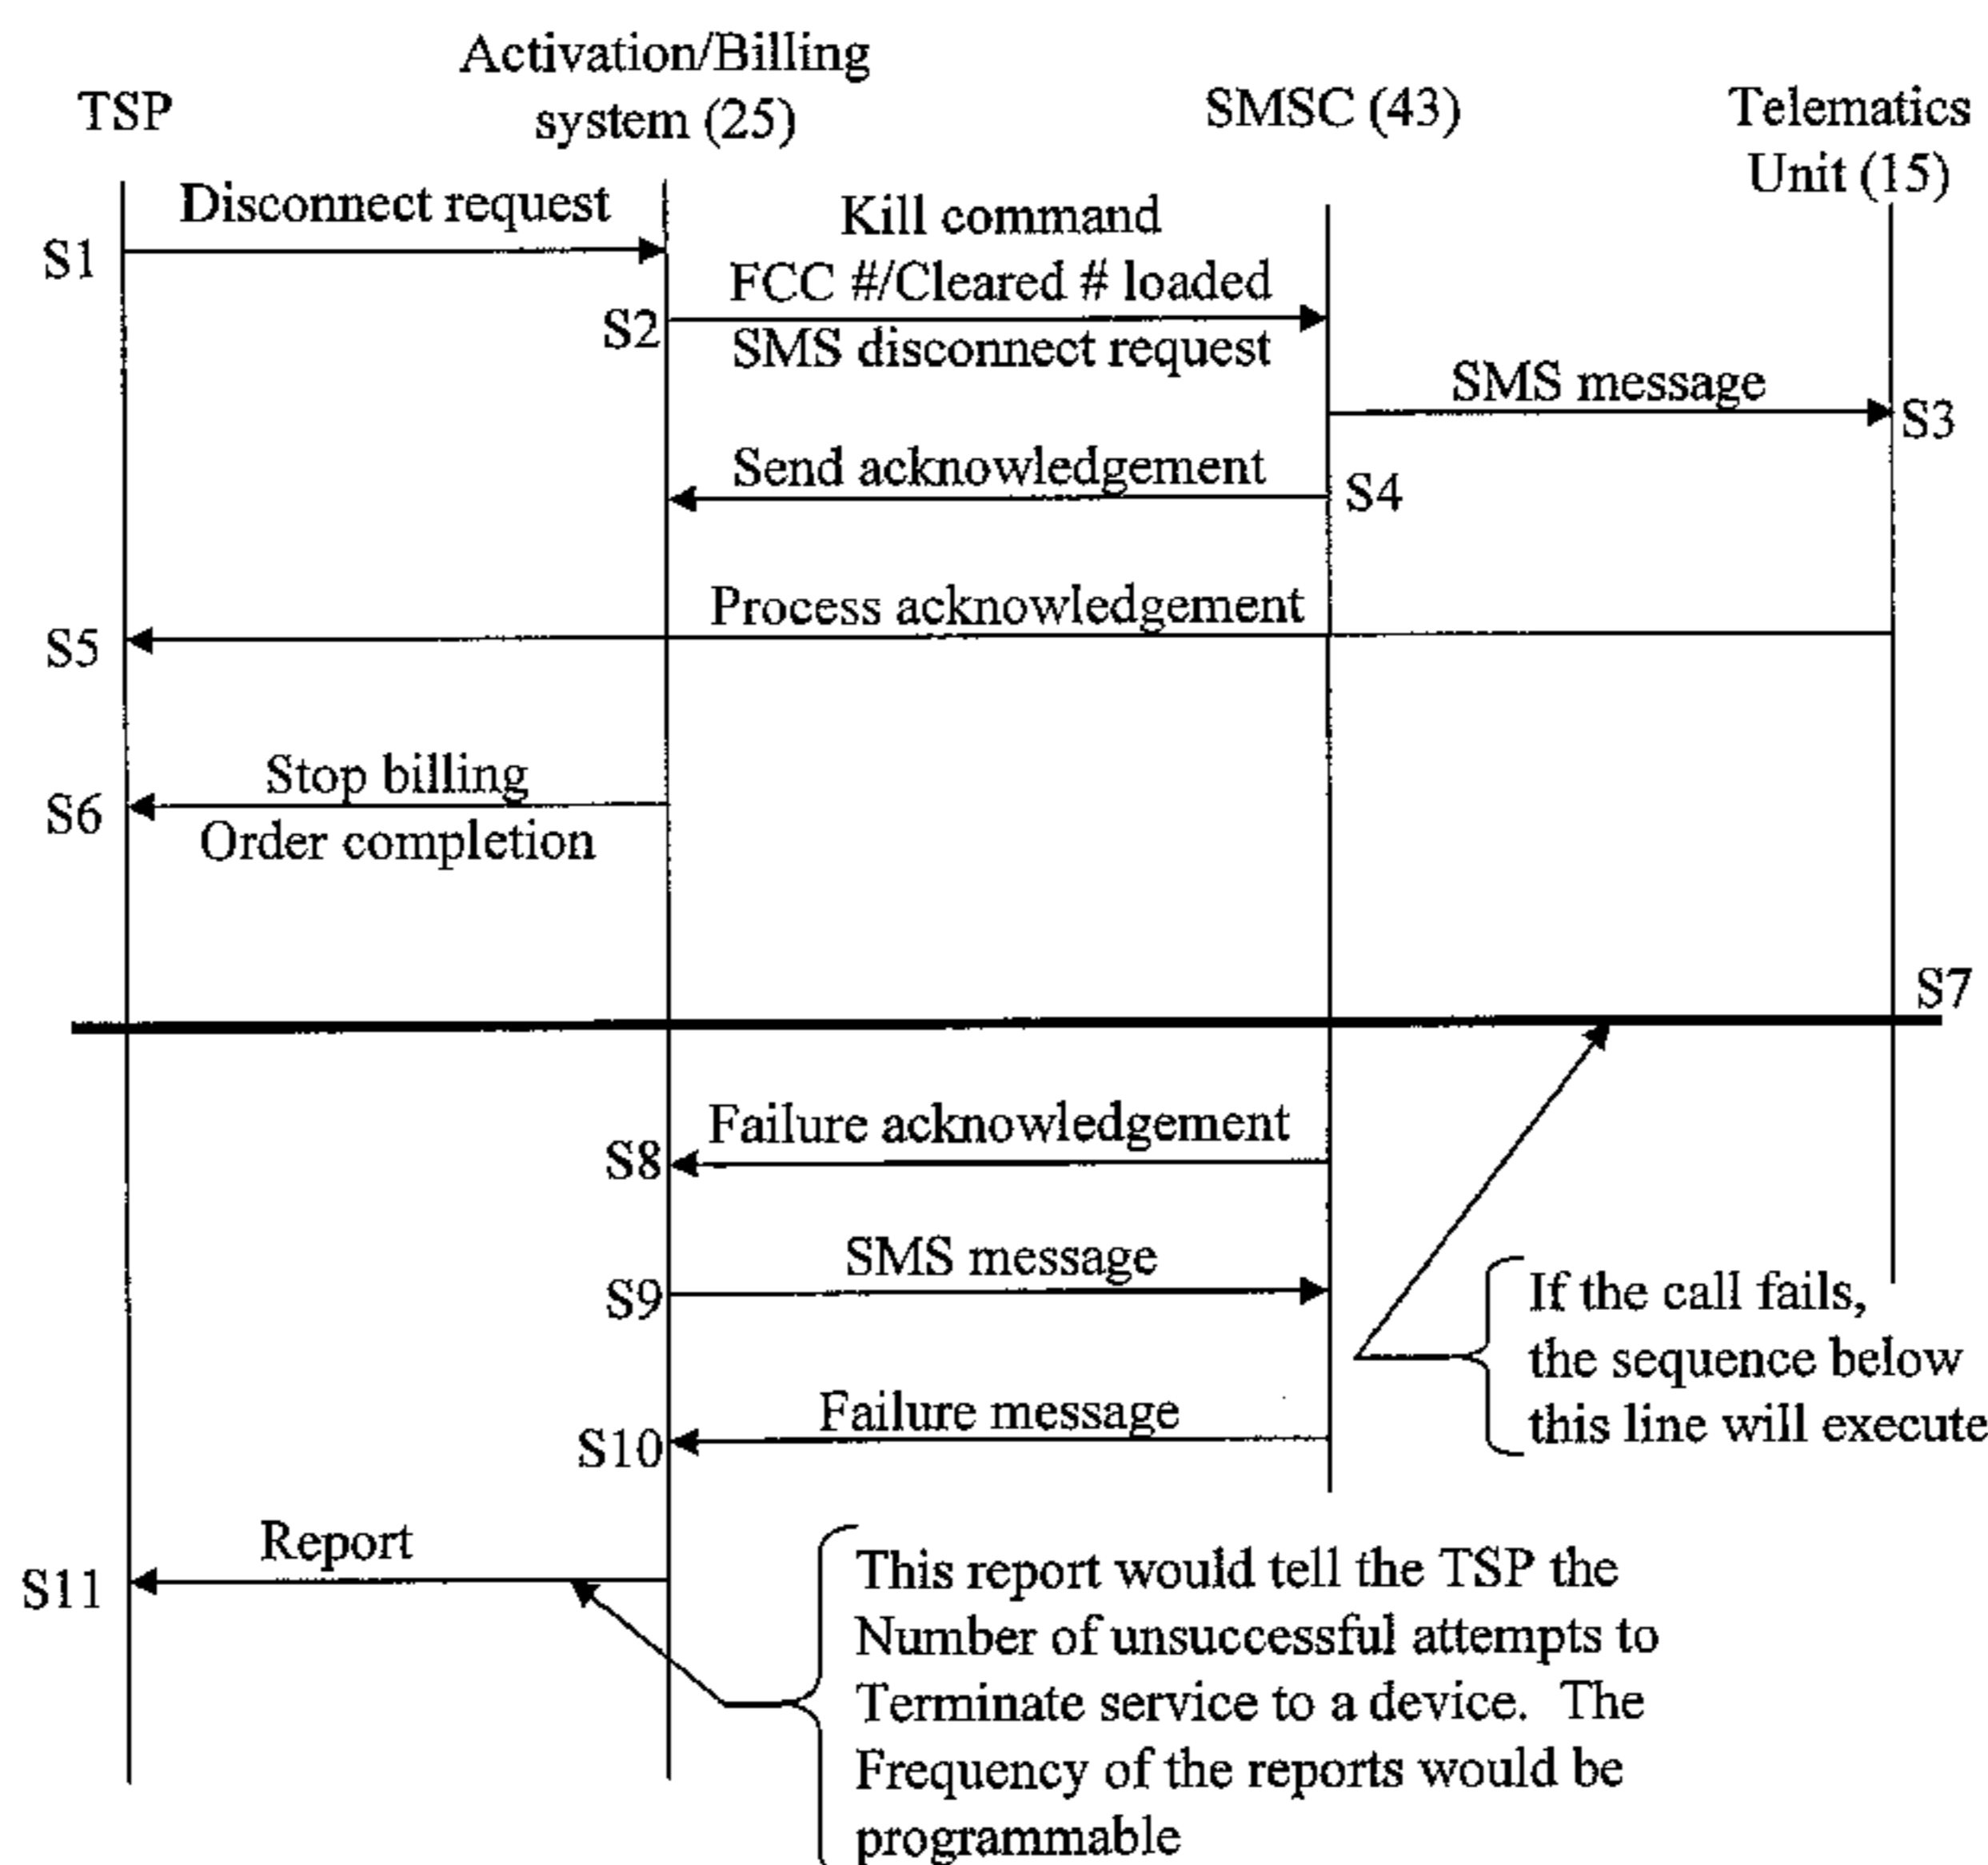 TSP
Activation/Billing
system (25)
SMSC (43)
Telematics
Unit (15)
S1
Disconnect request
Kill command
FCC #/Cleared # loaded
S2
SMS disconnect request
SMS message
S3
Send acknowledgement
S4
Process acknowledgement
S5
Stop billing
S6
Order completion
S7
Failure acknowledgement
S8
SMS message
S9
If the call fails,
the sequence below
this line will execute
Failure message
S10
Report
S11
This report would tell the TSP the
Number of unsuccessful attempts to
Terminate service to a device. The
Frequency of the reports would be
programmable